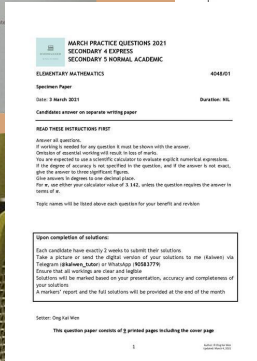 MARCH PRACTICE QUESTIONS 2021
SECONDARY 4 EXPRESS
SECONDARY 5 NORMAL ACADEMIC
ELEMENTARY MATHEMATICS 4048/01
Specimen Paper
Date: 3 March 2021 Duration: NIL
Candidates answer on separate writing paper
READ THESE INSTRUCTIONS FIRST
Answer all questions.
If working is needed for any question it must be shown with the answer.
Omission of essential working will result in loss of marks.
You are expected to use a scientific calculator to evaluate explicit numerical expressions.
If the degree of accuracy is not specified in the question, and if the answer is not exact,
give the answer to three significant figures.
Give answers in degrees to one decimal place.
For π, use either your calculator value or 3.142, unless the question requires the answer in
terms of π.
Topic names will be listed above each question for your benefit and revision
Upon completion of solutions:
Each candidate have exactly 2 weeks to submit their solutions
Take a picture or send the digital version of your solutions to me (Kaiwen) via
Telegram (@kaiwen_tutor) or WhatsApp (90583779)
Ensure that all workings are clear and legible
Solutions will be marked based on your presentation, accuracy and completeness of
your solutions
A markers' report and the full solutions will be provided at the end of the month
Setter: Ong Kai Wen
This question paper consists of 9 printed pages including the cover page
1